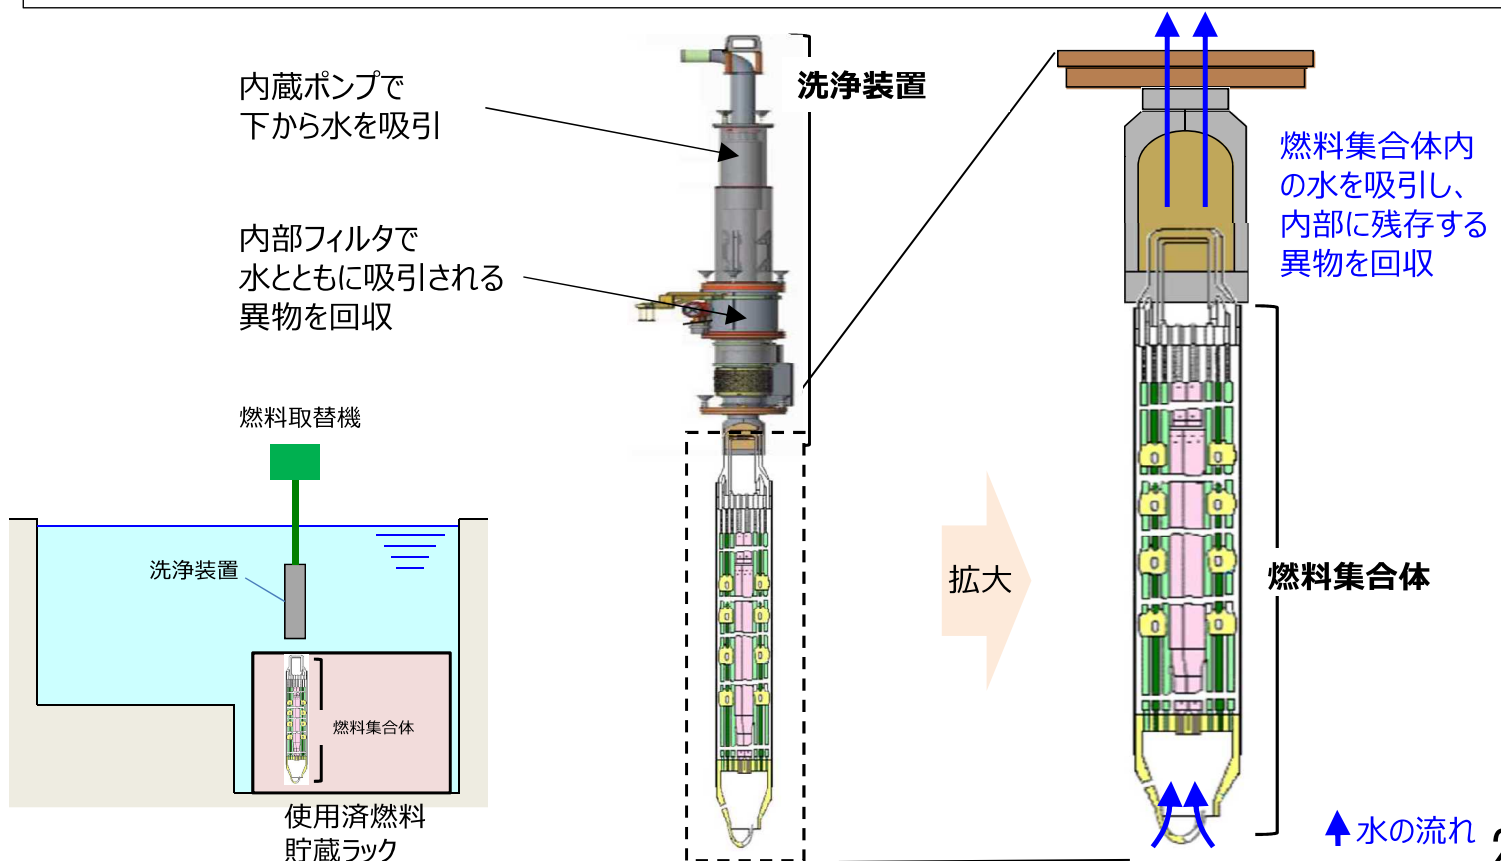 内蔵ポンプで
下から水を吸引
洗浄装置
内部フィルタで
水とともに吸引される
異物を回収
燃料集合体内
の水を吸引し、
内部に残存する
異物を回収
燃料取替機
洗浄装置
燃料集合体
使用済燃料
貯蔵ラック
拡大
燃料集合体
水の流れ